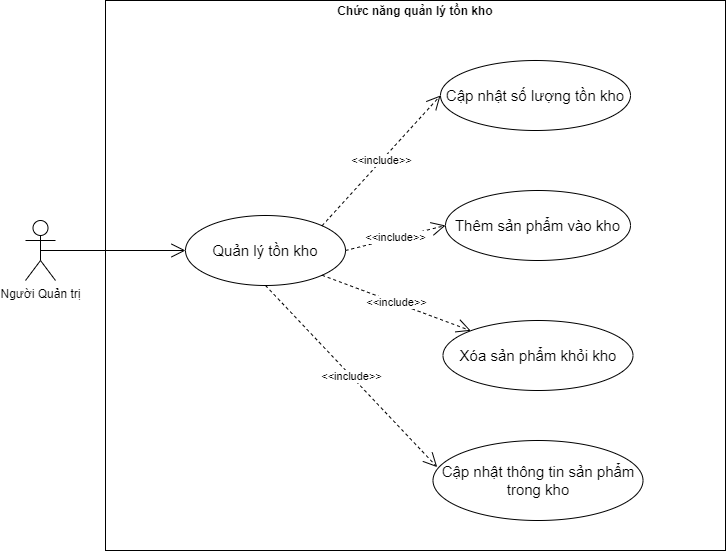 Chức năng quản lý tồn kho
Cập nhật số lượng tồn kho
<<include>>
Thêm sản phẩm vào kho
<<include>>
Quản lý tồn kho
Người Quản trị
<<include>>
Xóa sản phẩm khỏi kho
<<include>>
Cập nhật thông tin sản phẩm
trong kho